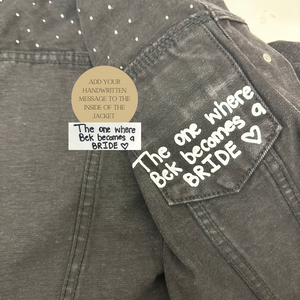 ADD YOUR
HANDWRITTEN
MESSAGE TO THE
INSIDE OF THE
JACKET
The one where
Bek becomes a
BRIDE ♡
The one where
Bek becomes a
BRIDE ♡